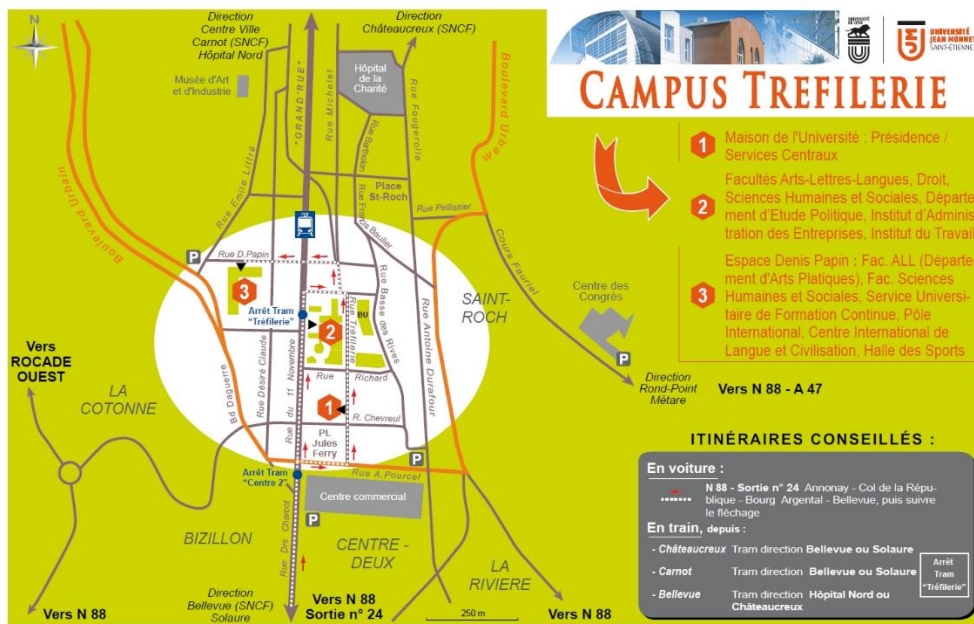 N
Direction
Centre Ville
Carnot (SNCF)
Hôpital Nord
Direction
Châteaucreux (SNCF)
Musée d'Art
et d'Industrie
Hôpital
de la
Charité
"GRAND'RUE"
Rue Michelet
Rue Fougerolle
Rue Barthelon
Boulevard Urbain
Boulevard Urbain
Rue Emile Littré
Place
St-Roch
Rue Francis Baulier
Rue Pellissier
Cours Fauriel
P
Rue D.Papin
3
Arrêt Tram
"Tréfilerie"
BU
2
Rue Tréfilerie
Rue Basse des Rives
Rue Antoine Durafour
SAINT-
ROCH
Centre des
Congrès
P
Direction
Rond-Point
Métare
Vers N 88 - A 47
Vers
ROCADE
OUEST
LA
COTONNE
Bd Daguerre
Rue Désiré Claude
Rue du 11 Novembre
Rue Richard
1
R. Chevreul
Pl.
Jules
Ferry
P
Arrêt Tram
"Centre 2"
Rue A.Pourcel
Centre commercial
P
Rue Drs Charcot
BIZILLON
CENTRE -
DEUX
LA
RIVIERE
Vers N 88
Direction
Bellevue (SNCF)
Solaure
Vers N 88
Sortie n° 24
250 m
Vers N 88
UNIVERSITÉ
DE LYON
UNIVERSITÉ
JEAN MONNET
SAINT-ÉTIENNE
CAMPUS TREFILERIE
1
Maison de l'Université : Présidence /
Services Centraux
2
Facultés Arts-Lettres-Langues, Droit,
Sciences Humaines et Sociales, Départe-
ment d'Etude Politique, Institut d'Adminis-
tration des Entreprises, Institut du Travail
3
Espace Denis Papin : Fac. ALL (Départe-
ment d'Arts Platiques), Fac. Sciences
Humaines et Sociales, Service Universi-
taire de Formation Continue, Pôle
International, Centre International de
Langue et Civilisation, Halle des Sports
ITINÉRAIRES CONSEILLÉS :
En voiture :
N 88 - Sortie n° 24 Annonay - Col de la Répu-
blique - Bourg Argental - Bellevue, puis suivre
le fléchage
En train, depuis :
- Châteaucreux Tram direction Bellevue ou Solaure
- Carnot Tram direction Bellevue ou Solaure
- Bellevue Tram direction Hôpital Nord ou
Châteaucreux
Arrêt
Tram
"Tréfilerie"